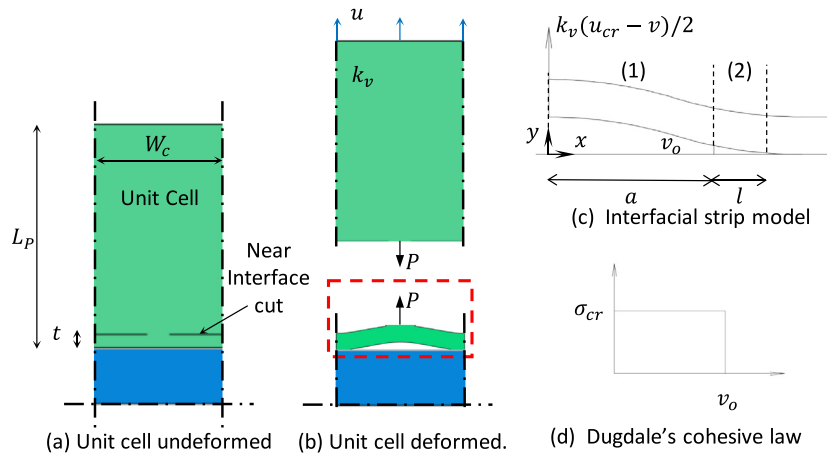 u
k_v
W_c
Unit Cell
L_P
Near
Interface
cut
t
P
P
(a) Unit cell undeformed
(b) Unit cell deformed.
k_v(u_cr − v)/2
(1)
(2)
y
x
v_o
a
l
(c) Interfacial strip model
σ_cr
v_o
(d) Dugdale's cohesive law